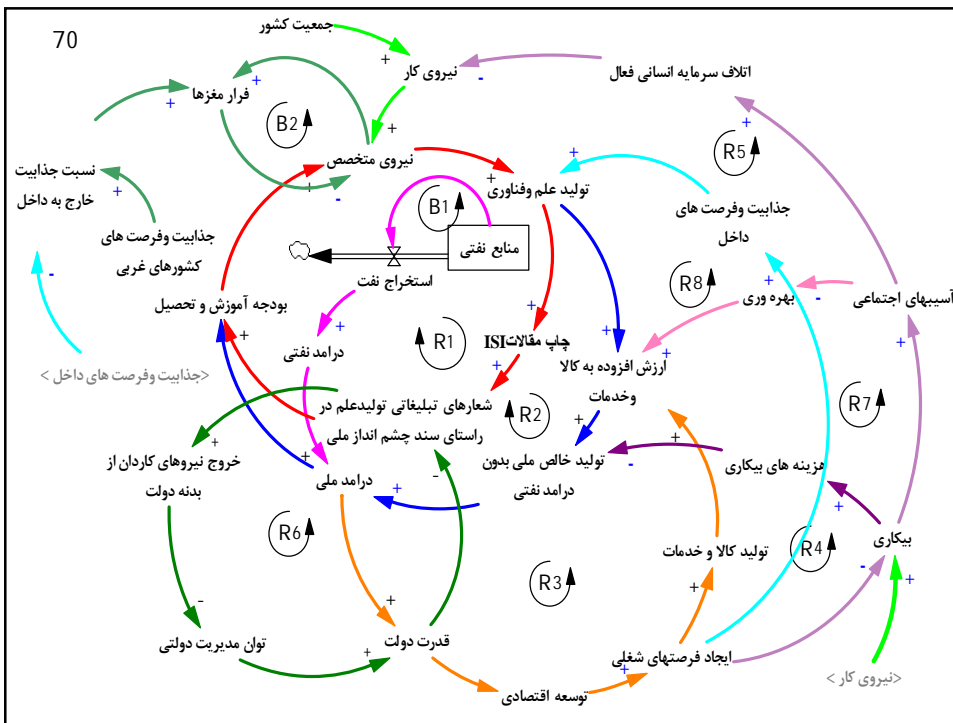 70
جمعیت کشور
نیروی کار
اتلاف سرمایه انسانی فعال
فرار مغزها
B2
R5
نیروی متخصص
نسبت جذابیت
خارج به داخل
تولید علم وفناوری
جذابیت وفرصت های
داخل
B1
جذابیت وفرصت های
کشورهای غربی
منابع نفتی
استخراج نفت
R8
بهره وری
آسیبهای اجتماعی
بودجه آموزش و تحصیل
R1
چاپ مقالاتISI
درامد نفتی
ارزش افزوده به کالا
وخدمات
<جذابیت وفرصت های داخل>
شعارهای تبلیغاتی تولیدعلم در
راستای سند چشم انداز ملی
R2
R7
خروج نیروهای کاردان از
بدنه دولت
درامد ملی
تولید خالص ملی بدون
درامد نفتی
هزینه های بیکاری
R6
R4
بیکاری
R3
تولید کالا و خدمات
توان مدیریت دولتی
قدرت دولت
ایجاد فرصتهای شغلی
<نیروی کار>
توسعه اقتصادی